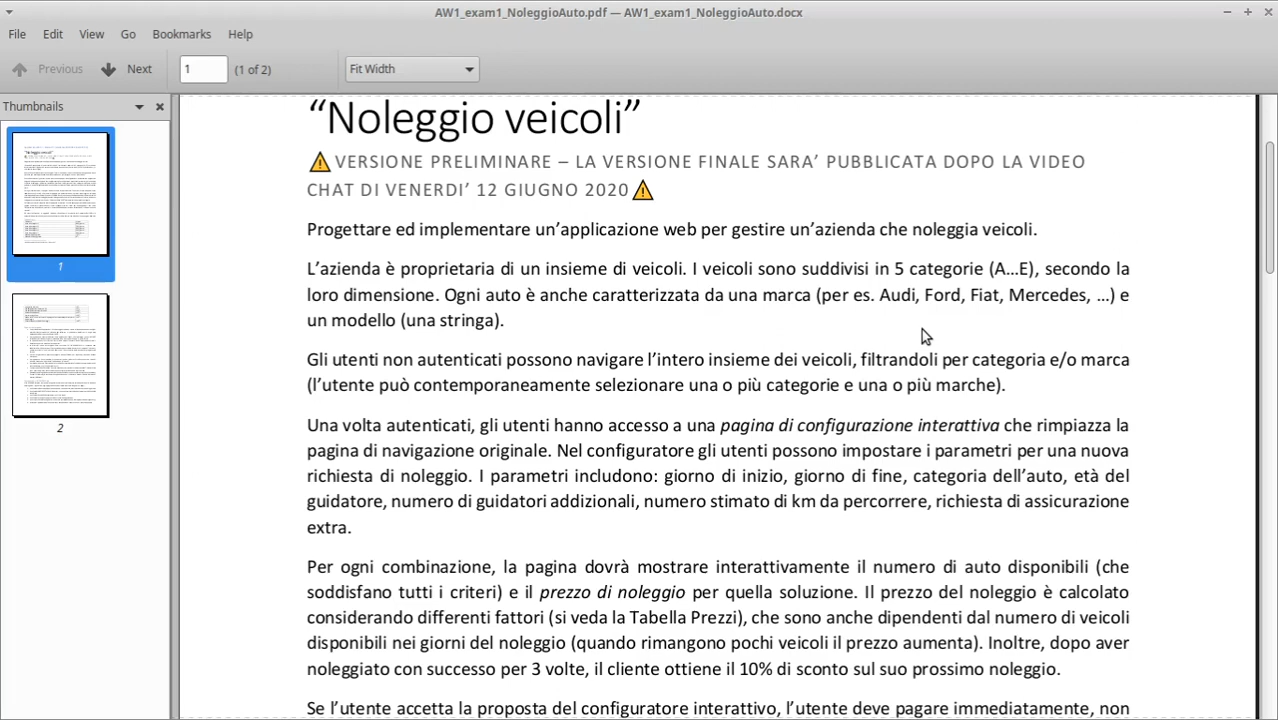 AW1_exam1_NoleggioAuto.pdf — AW1_exam1_NoleggioAuto.docx
File Edit View Go Bookmarks Help
Previous Next 1 (1 of 2) Fit Width
Thumbnails
1
2
“Noleggio veicoli”
VERSIONE PRELIMINARE – LA VERSIONE FINALE SARA’ PUBBLICATA DOPO LA VIDEO
CHAT DI VENERDI’ 12 GIUGNO 2020
Progettare ed implementare un’applicazione web per gestire un’azienda che noleggia veicoli.
L’azienda è proprietaria di un insieme di veicoli. I veicoli sono suddivisi in 5 categorie (A…E), secondo la
loro dimensione. Ogni auto è anche caratterizzata da una marca (per es. Audi, Ford, Fiat, Mercedes, …) e
un modello (una stringa).
Gli utenti non autenticati possono navigare l’intero insieme dei veicoli, filtrandoli per categoria e/o marca
(l’utente può contemporaneamente selezionare una o più categorie e una o più marche).
Una volta autenticati, gli utenti hanno accesso a una pagina di configurazione interattiva che rimpiazza la
pagina di navigazione originale. Nel configuratore gli utenti possono impostare i parametri per una nuova
richiesta di noleggio. I parametri includono: giorno di inizio, giorno di fine, categoria dell’auto, età del
guidatore, numero di guidatori addizionali, numero stimato di km da percorrere, richiesta di assicurazione
extra.
Per ogni combinazione, la pagina dovrà mostrare interattivamente il numero di auto disponibili (che
soddisfano tutti i criteri) e il prezzo di noleggio per quella soluzione. Il prezzo del noleggio è calcolato
considerando differenti fattori (si veda la Tabella Prezzi), che sono anche dipendenti dal numero di veicoli
disponibili nei giorni del noleggio (quando rimangono pochi veicoli il prezzo aumenta). Inoltre, dopo aver
noleggiato con successo per 3 volte, il cliente ottiene il 10% di sconto sul suo prossimo noleggio.
Se l’utente accetta la proposta del configuratore interattivo, l’utente deve pagare immediatamente, non